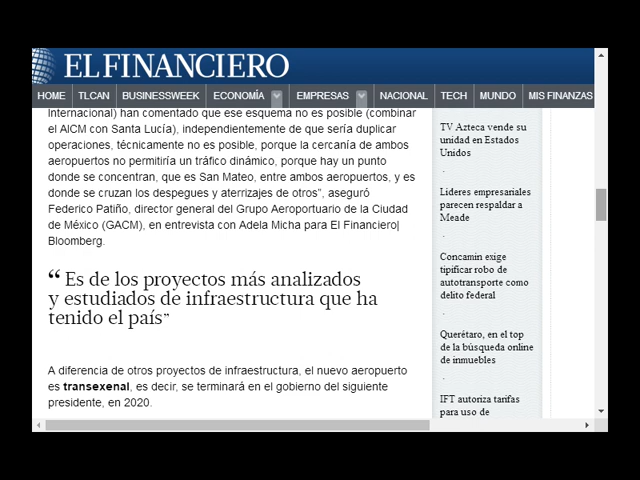 EL FINANCIERO
HOME TLCAN BUSINESSWEEK ECONOMÍA EMPRESAS NACIONAL TECH MUNDO MIS FINANZAS
Internacional) han comentado que ese esquema no es posible (combinar
el AICM con Santa Lucía), independientemente de que sería duplicar
operaciones, técnicamente no es posible, porque la cercanía de ambos
aeropuertos no permitiría un tráfico dinámico, porque hay un punto
donde se concentran, que es San Mateo, entre ambos aeropuertos, y es
donde se cruzan los despegues y aterrizajes de otros”, aseguró
Federico Patiño, director general del Grupo Aeroportuario de la Ciudad
de México (GACM), en entrevista con Adela Micha para El Financiero|
Bloomberg.
“ Es de los proyectos más analizados
y estudiados de infraestructura que ha
tenido el país”
A diferencia de otros proyectos de infraestructura, el nuevo aeropuerto
es transexenal, es decir, se terminará en el gobierno del siguiente
presidente, en 2020.
TV Azteca vende su
unidad en Estados
Unidos
Líderes empresariales
parecen respaldar a
Meade
Concamin exige
tipificar robo de
autotransporte como
delito federal
Querétaro, en el top
de la búsqueda online
de inmuebles
IFT autoriza tarifas
para uso de